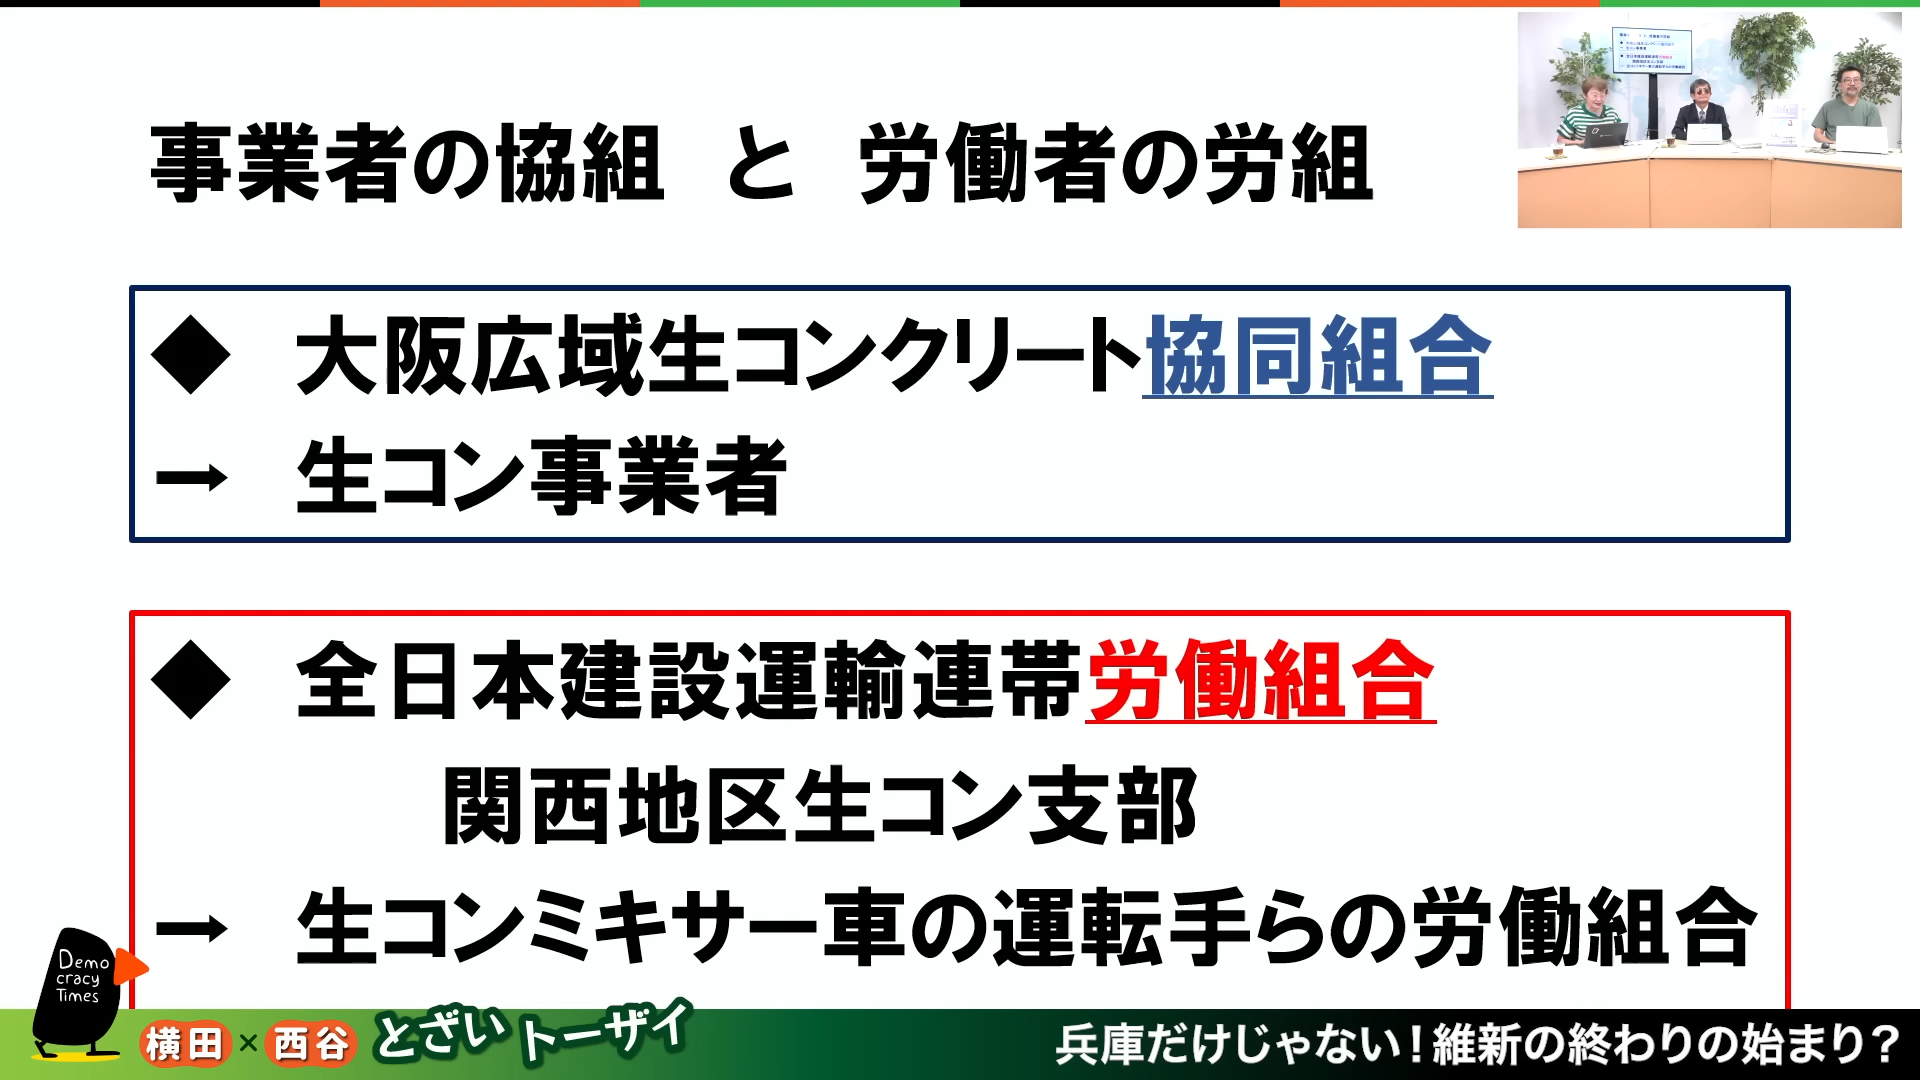 事業者の協組 と 労働者の労組
◆ 大阪広域生コンクリート協同組合
→ 生コン事業者
◆ 全日本建設運輸連帯労働組合
関西地区生コン支部
→ 生コンミキサー車の運転手らの労働組合
Demo
cracy
Times
横田×西谷 とざいトーザイ
兵庫だけじゃない！維新の終わりの始まり？